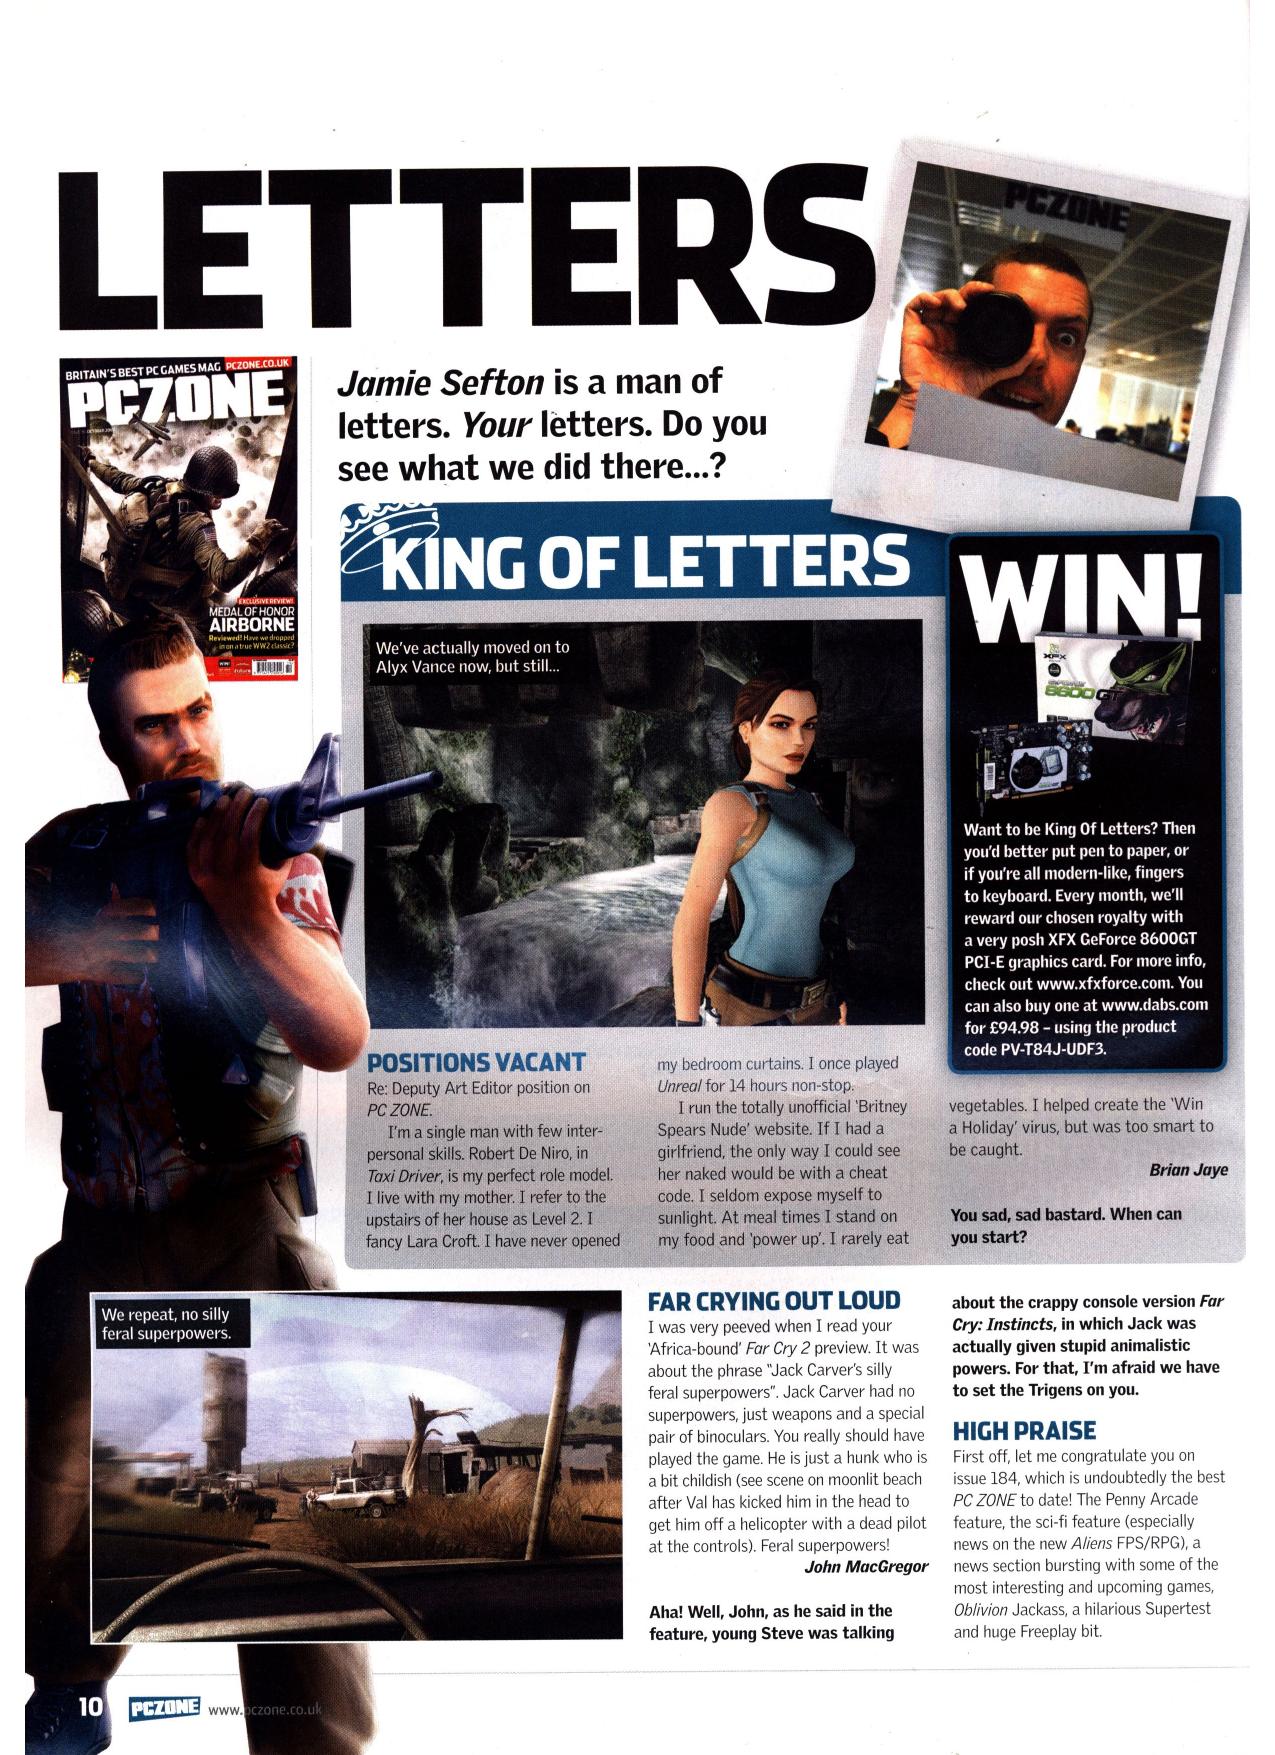 LETTERS
PCZONE
BRITAIN'S BEST PC GAMES MAG PCZONE.CO.UK
PCZONE
EXCLUSIVE REVIEW!
MEDAL OF HONOR
AIRBORNE
Reviewed! Have we dropped
in on a true WW2 classic?
Jamie Sefton is a man of
letters. Your letters. Do you
see what we did there...?
KING OF LETTERS
We've actually moved on to
Alyx Vance now, but still...
WIN!
XFX
GEFORCE
8600 GT
Want to be King Of Letters? Then
you'd better put pen to paper, or
if you're all modern-like, fingers
to keyboard. Every month, we'll
reward our chosen royalty with
a very posh XFX GeForce 8600GT
PCI-E graphics card. For more info,
check out www.xfxforce.com. You
can also buy one at www.dabs.com
for £94.98 – using the product
code PV-T84J-UDF3.
POSITIONS VACANT
Re: Deputy Art Editor position on
PC ZONE.
I'm a single man with few inter-
personal skills. Robert De Niro, in
Taxi Driver, is my perfect role model.
I live with my mother. I refer to the
upstairs of her house as Level 2. I
fancy Lara Croft. I have never opened
my bedroom curtains. I once played
Unreal for 14 hours non-stop.
I run the totally unofficial 'Britney
Spears Nude' website. If I had a
girlfriend, the only way I could see
her naked would be with a cheat
code. I seldom expose myself to
sunlight. At meal times I stand on
my food and 'power up'. I rarely eat
vegetables. I helped create the 'Win
a Holiday' virus, but was too smart to
be caught.
Brian Jaye
You sad, sad bastard. When can
you start?
We repeat, no silly
feral superpowers.
FAR CRYING OUT LOUD
I was very peeved when I read your
'Africa-bound' Far Cry 2 preview. It was
about the phrase "Jack Carver's silly
feral superpowers". Jack Carver had no
superpowers, just weapons and a special
pair of binoculars. You really should have
played the game. He is just a hunk who is
a bit childish (see scene on moonlit beach
after Val has kicked him in the head to
get him off a helicopter with a dead pilot
at the controls). Feral superpowers!
John MacGregor
Aha! Well, John, as he said in the
feature, young Steve was talking
about the crappy console version Far
Cry: Instincts, in which Jack was
actually given stupid animalistic
powers. For that, I'm afraid we have
to set the Trigens on you.
HIGH PRAISE
First off, let me congratulate you on
issue 184, which is undoubtedly the best
PC ZONE to date! The Penny Arcade
feature, the sci-fi feature (especially
news on the new Aliens FPS/RPG), a
news section bursting with some of the
most interesting and upcoming games,
Oblivion Jackass, a hilarious Supertest
and huge Freeplay bit.
10 PCZONE www.pczone.co.uk